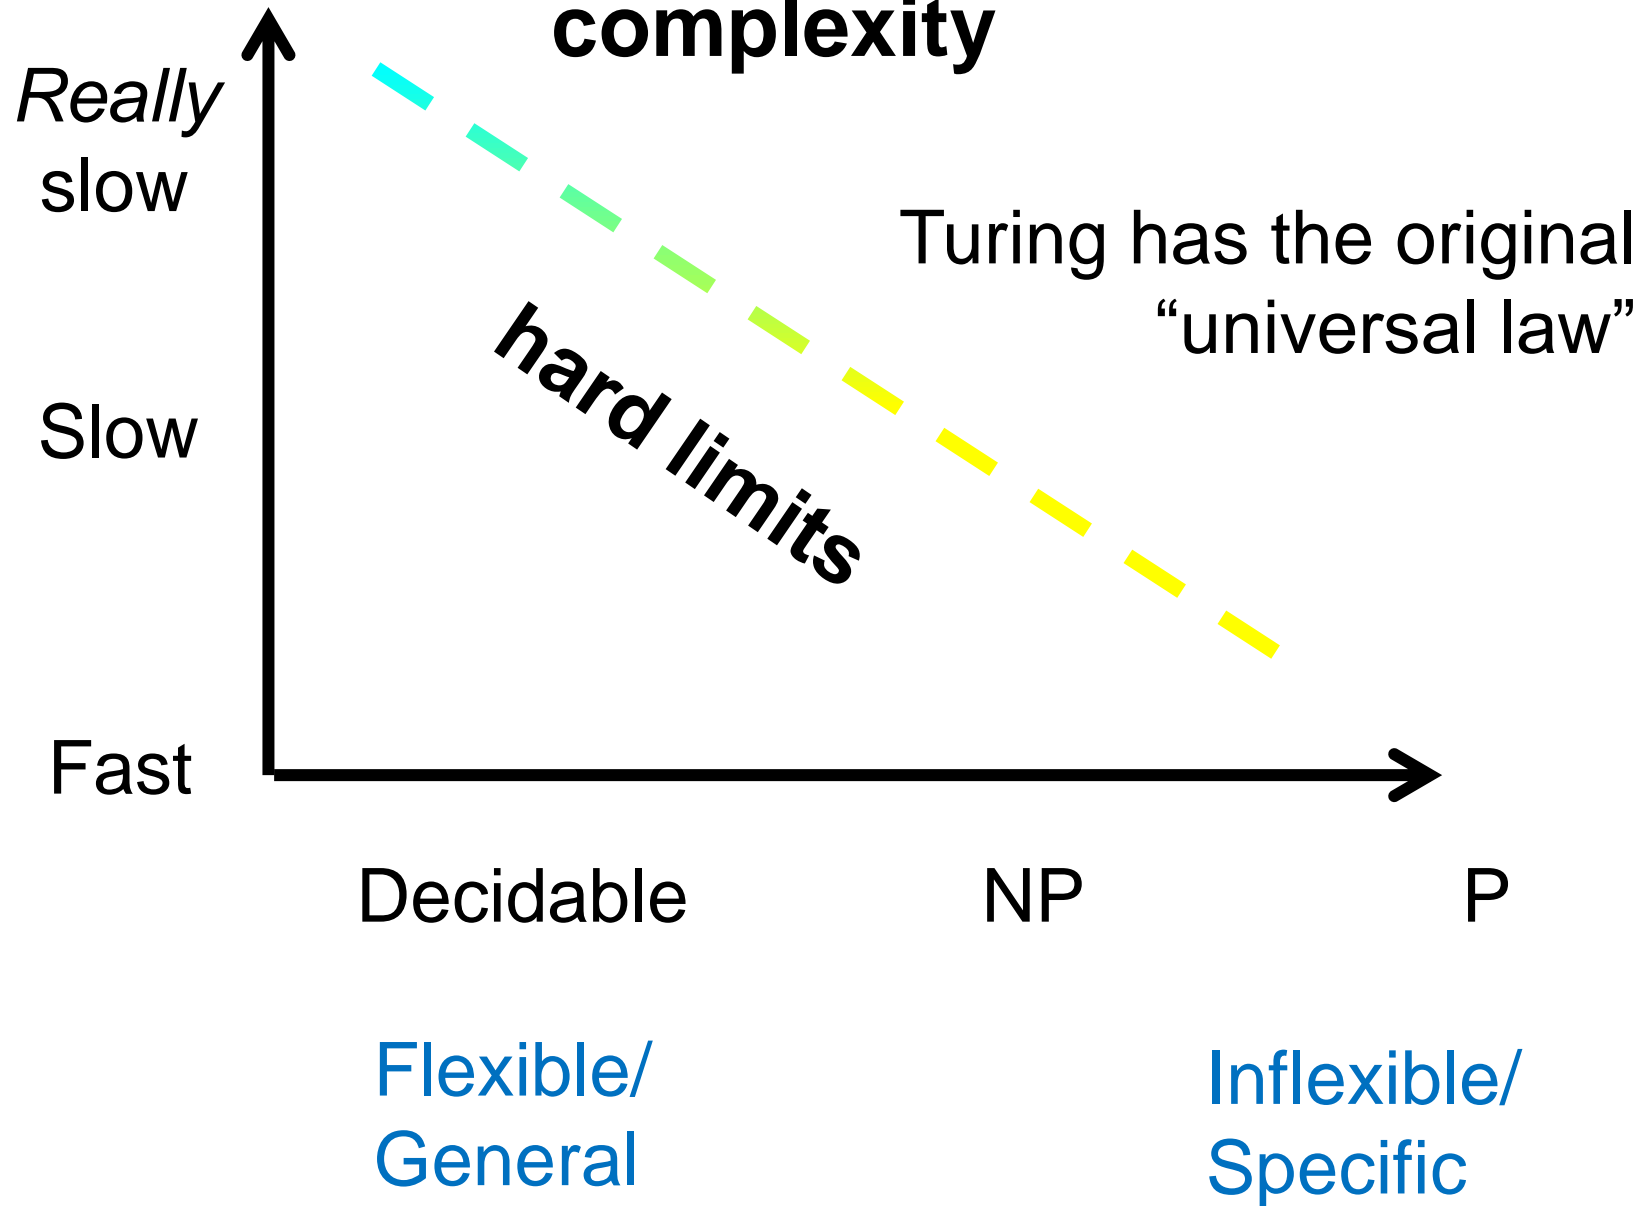 complexity
Really
slow
Turing has the original
“universal law”
hard limits
Slow
Fast
Decidable
NP
P
Flexible/
General
Inflexible/
Specific